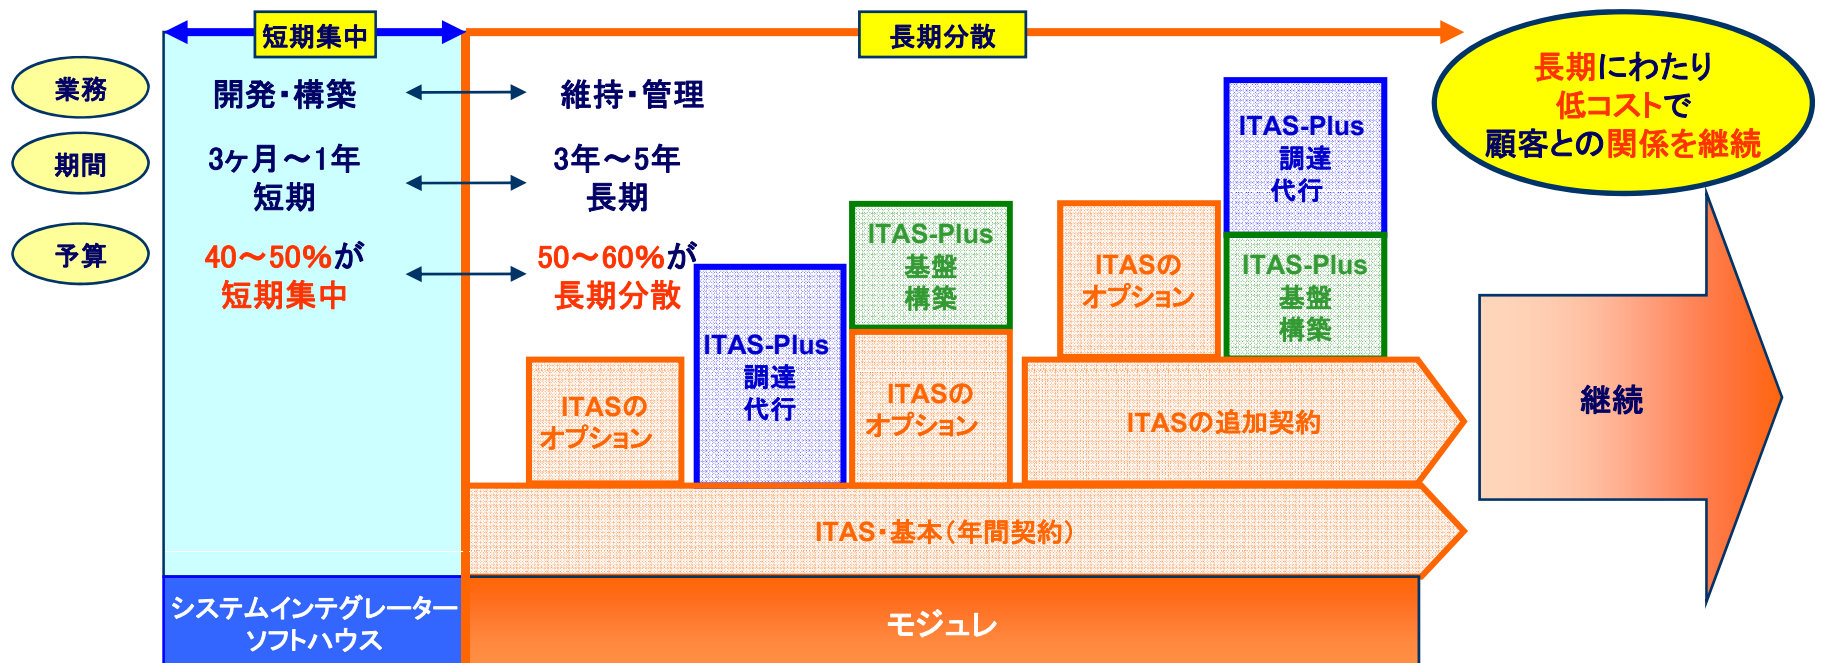 短期集中
長期分散
業務
開発・構築
維持・管理
期間
3ヶ月～1年
短期
3年～5年
長期
予算
40～50%が
短期集中
50～60%が
長期分散
ITASの
オプション
ITAS-Plus
調達
代行
ITAS-Plus
基盤
構築
ITASの
オプション
ITASの
オプション
ITAS-Plus
調達
代行
ITAS-Plus
基盤
構築
ITASの追加契約
ITAS・基本(年間契約)
システムインテグレーター
ソフトハウス
モジュレ
長期にわたり
低コストで
顧客との関係を継続
継続